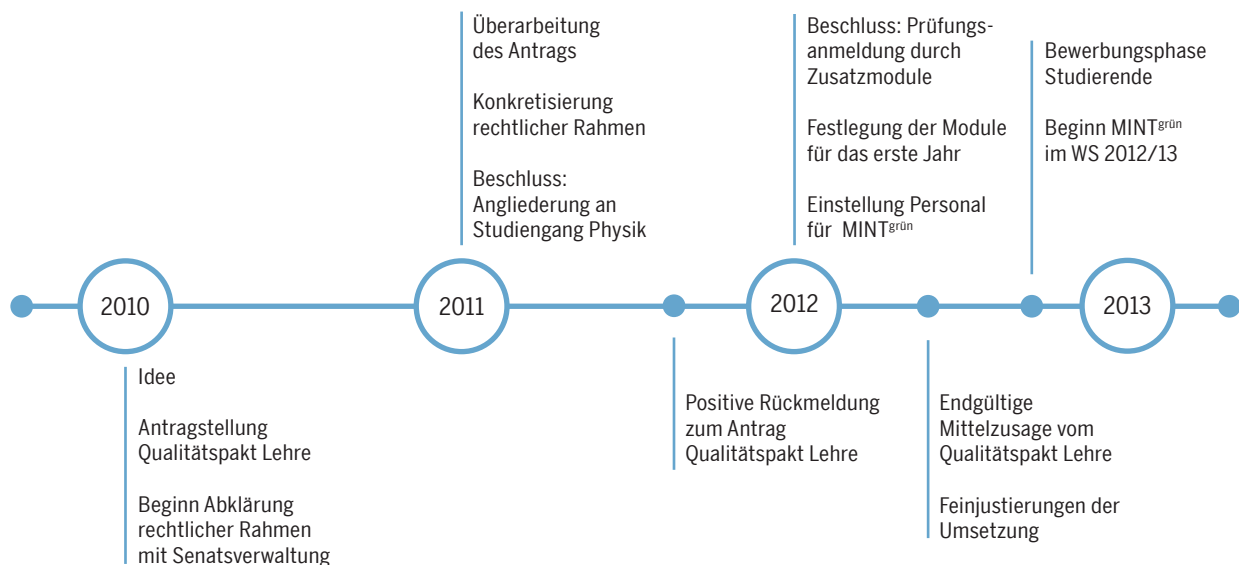 Überarbeitung
des Antrags
Konkretisierung
rechtlicher Rahmen
Beschluss:
Angliederung an
Studiengang Physik
Beschluss: Prüfungs-
anmeldung durch
Zusatzmodule
Festlegung der Module
für das erste Jahr
Einstellung Personal
für MINTgrün
Bewerbungsphase
Studierende
Beginn MINTgrün
im WS 2012/13
2010
2011
2012
2013
Idee
Antragstellung
Qualitätspakt Lehre
Beginn Abklärung
rechtlicher Rahmen
mit Senatsverwaltung
Positive Rückmeldung
zum Antrag
Qualitätspakt Lehre
Endgültige
Mittelzusage vom
Qualitätspakt Lehre
Feinjustierungen der
Umsetzung